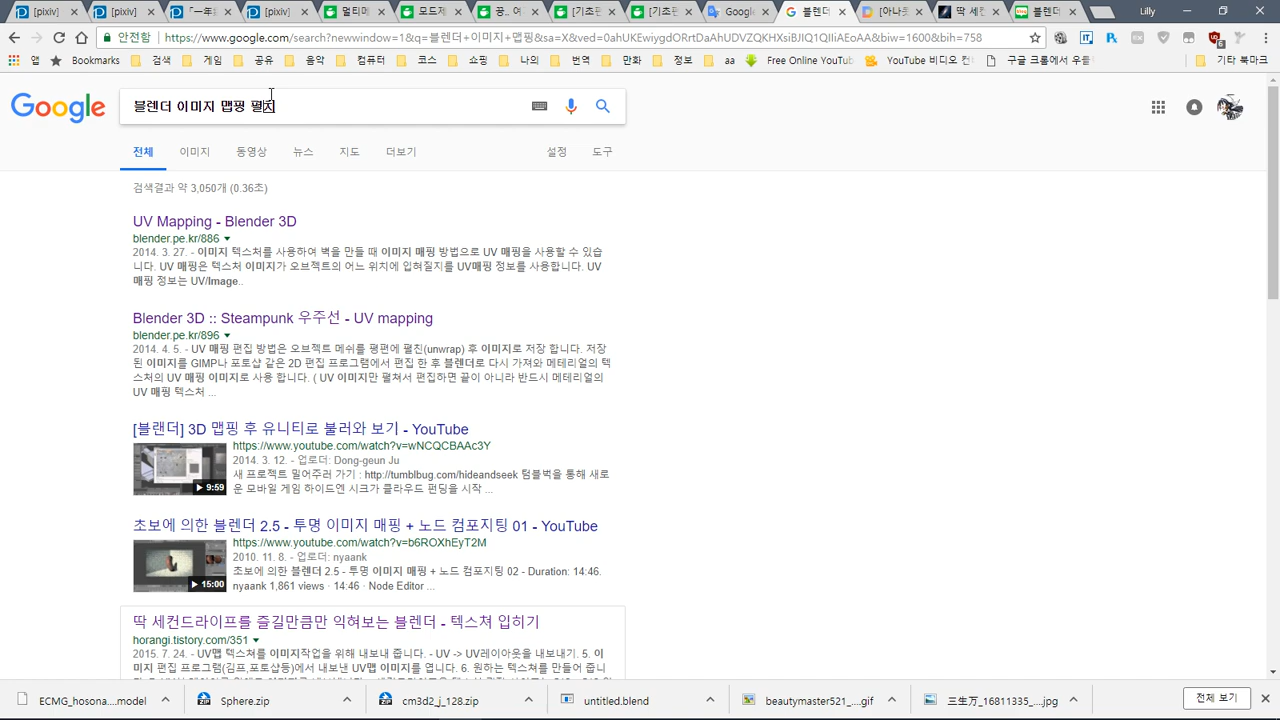 [pixiv]
[pixiv]
「一年
[pixiv]
멀티메
모드제
공. 여
[기초핀
[기초핀
Google
블렌더
[아나돗
딱 세컨
블렌더
Lilly
안전함
https://www.google.com/search?newwindow=1&q=블렌더+이미지+맵핑&sa=X&ved=0ahUKEwiygdORrtDaAhUDVZQKHXsiBJIQ1QIIiAEoAA&biw=1600&bih=758
앱
Bookmarks
검색
게임
공유
음악
컴퓨터
코스
쇼핑
나의
번역
만화
정보
aa
Free Online YouTub
YouTube 비디오 컨
구글 크롬에서 우클
기타 북마크
Google
블렌더 이미지 맵핑 펼치
전체
이미지
동영상
뉴스
지도
더보기
설정
도구
검색결과 약 3,050개 (0.36초)
UV Mapping - Blender 3D
blender.pe.kr/886
2014. 3. 27. - 이미지 텍스처를 사용하여 벽을 만들 때 이미지 매핑 방법으로 UV 매핑을 사용할 수 있습
니다. UV 매핑은 텍스처 이미지가 오브젝트의 어느 위치에 입혀질지를 UV매핑 정보를 사용합니다. UV
매핑 정보는 UV/Image..
Blender 3D :: Steampunk 우주선 - UV mapping
blender.pe.kr/896
2014. 4. 5. - UV 매핑 편집 방법은 오브젝트 메쉬를 평편에 펼진(unwrap) 후 이미지로 저장 합니다. 저장
된 이미지를 GIMP나 포토샵 같은 2D 편집 프로그램에서 편집 한 후 블렌더로 다시 가져와 메테리얼의 텍
스처의 UV 매핑 이미지로 사용 합니다. ( UV 이미지만 펼쳐서 편집하면 끝이 아니라 반드시 메테리얼의
UV 매핑 텍스처 ...
[블랜더] 3D 맵핑 후 유니티로 불러와 보기 - YouTube
https://www.youtube.com/watch?v=wNCQCBAAc3Y
2014. 3. 12. - 업로더: Dong-geun Ju
새 프로젝트 밀어주러 가기 : http://tumblbug.com/hideandseek 텀블벅을 통해 새로
운 모바일 게임 하이드엔 시크가 클라우드 펀딩을 시작 ...
9:59
초보에 의한 블렌더 2.5 - 투명 이미지 매핑 + 노드 컴포지팅 01 - YouTube
https://www.youtube.com/watch?v=b6ROXhEyT2M
2010. 11. 8. - 업로더: nyaank
초보에 의한 블렌더 2.5 - 투명 이미지 매핑 + 노드 컴포지팅 02 - Duration: 14:46.
nyaank 1,861 views · 14:46 · Node Editor ...
15:00
딱 세컨드라이프를 즐길만큼만 익혀보는 블렌더 - 텍스쳐 입히기
horangi.tistory.com/351
2015. 7. 24. - UV맵 텍스쳐를 이미지작업을 위해 내보내 줍니다. - UV -> UV레이아웃을 내보내기. 5. 이
미지 편집 프로그램(김프,포토샵등)에서 내보낸 UV맵 이미지를 엽니다. 6. 원하는 텍스쳐를 만들어 줍니
ECMG_hosona....model
Sphere.zip
cm3d2_j_128.zip
untitled.blend
beautymaster521_....gif
三生万_16811335_....jpg
전체 보기